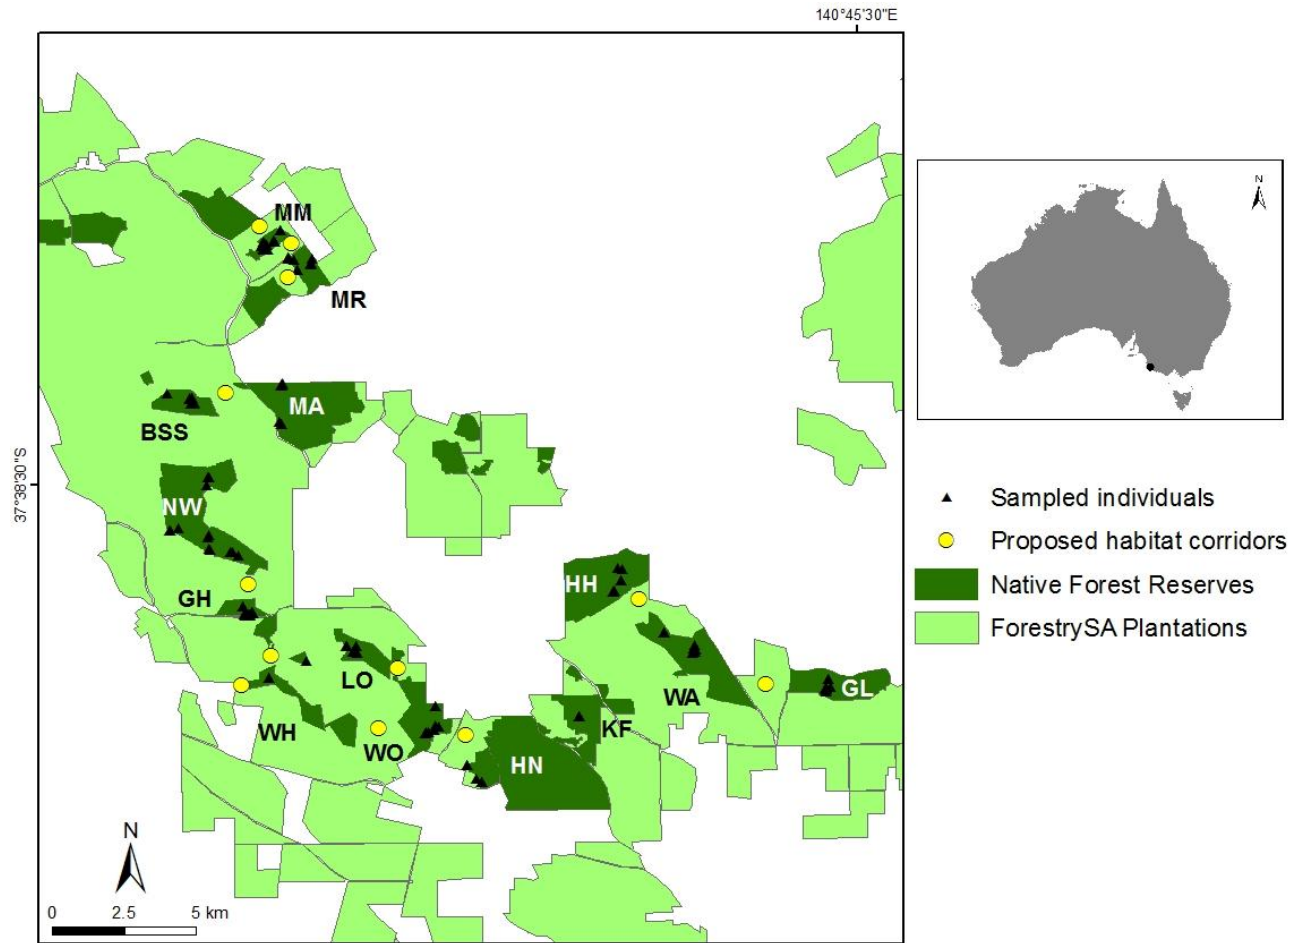 140°45'30"E
N
MM
MR
MA
BSS
37°38'30"S
NW
Sampled individuals
Proposed habitat corridors
HH
Native Forest Reserves
GH
ForestrySA Plantations
LO
WA
GL
WH
WO
KF
HN
N
0 2.5 5 km